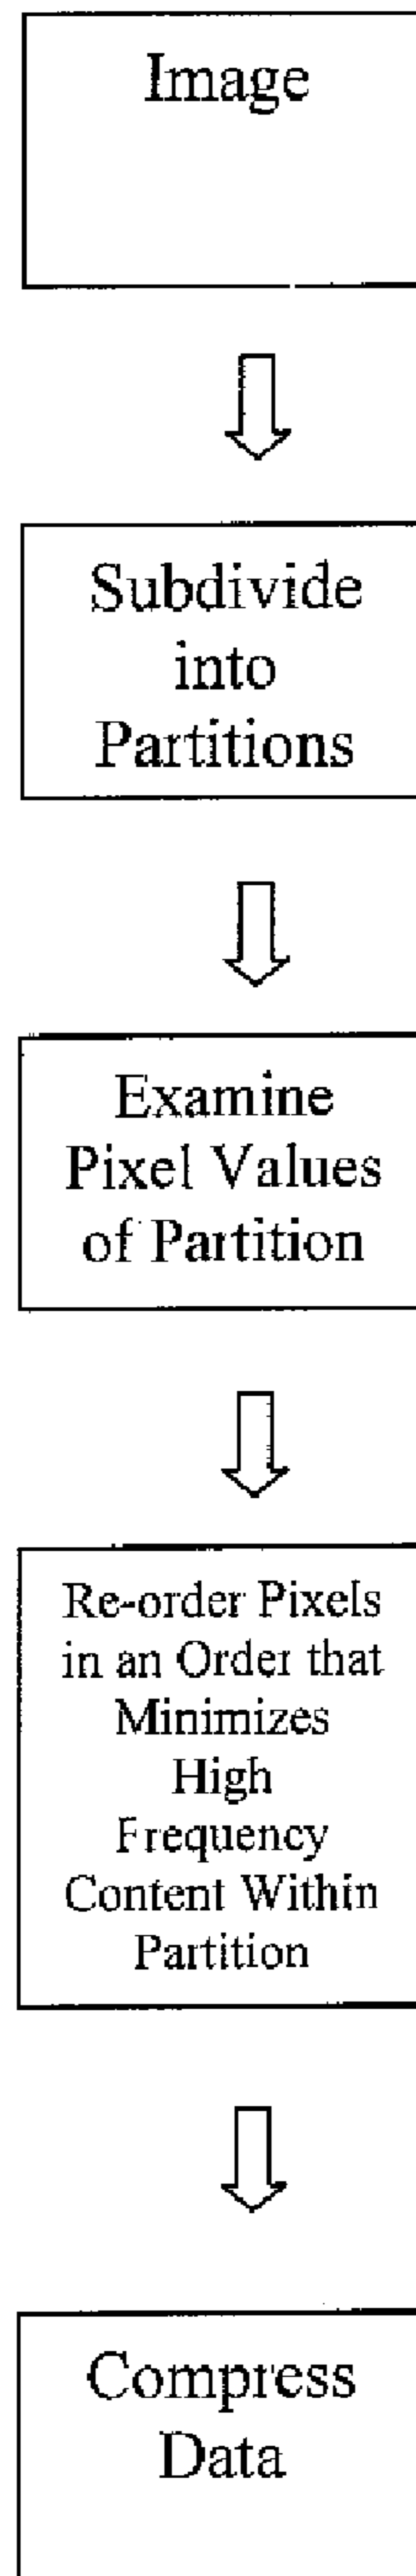 Image
Subdivide
into
Partitions
Examine
Pixel Values
of Partition
Re-order Pixels
in an Order that
Minimizes
High
Frequency
Content Within
Partition
Compress
Data